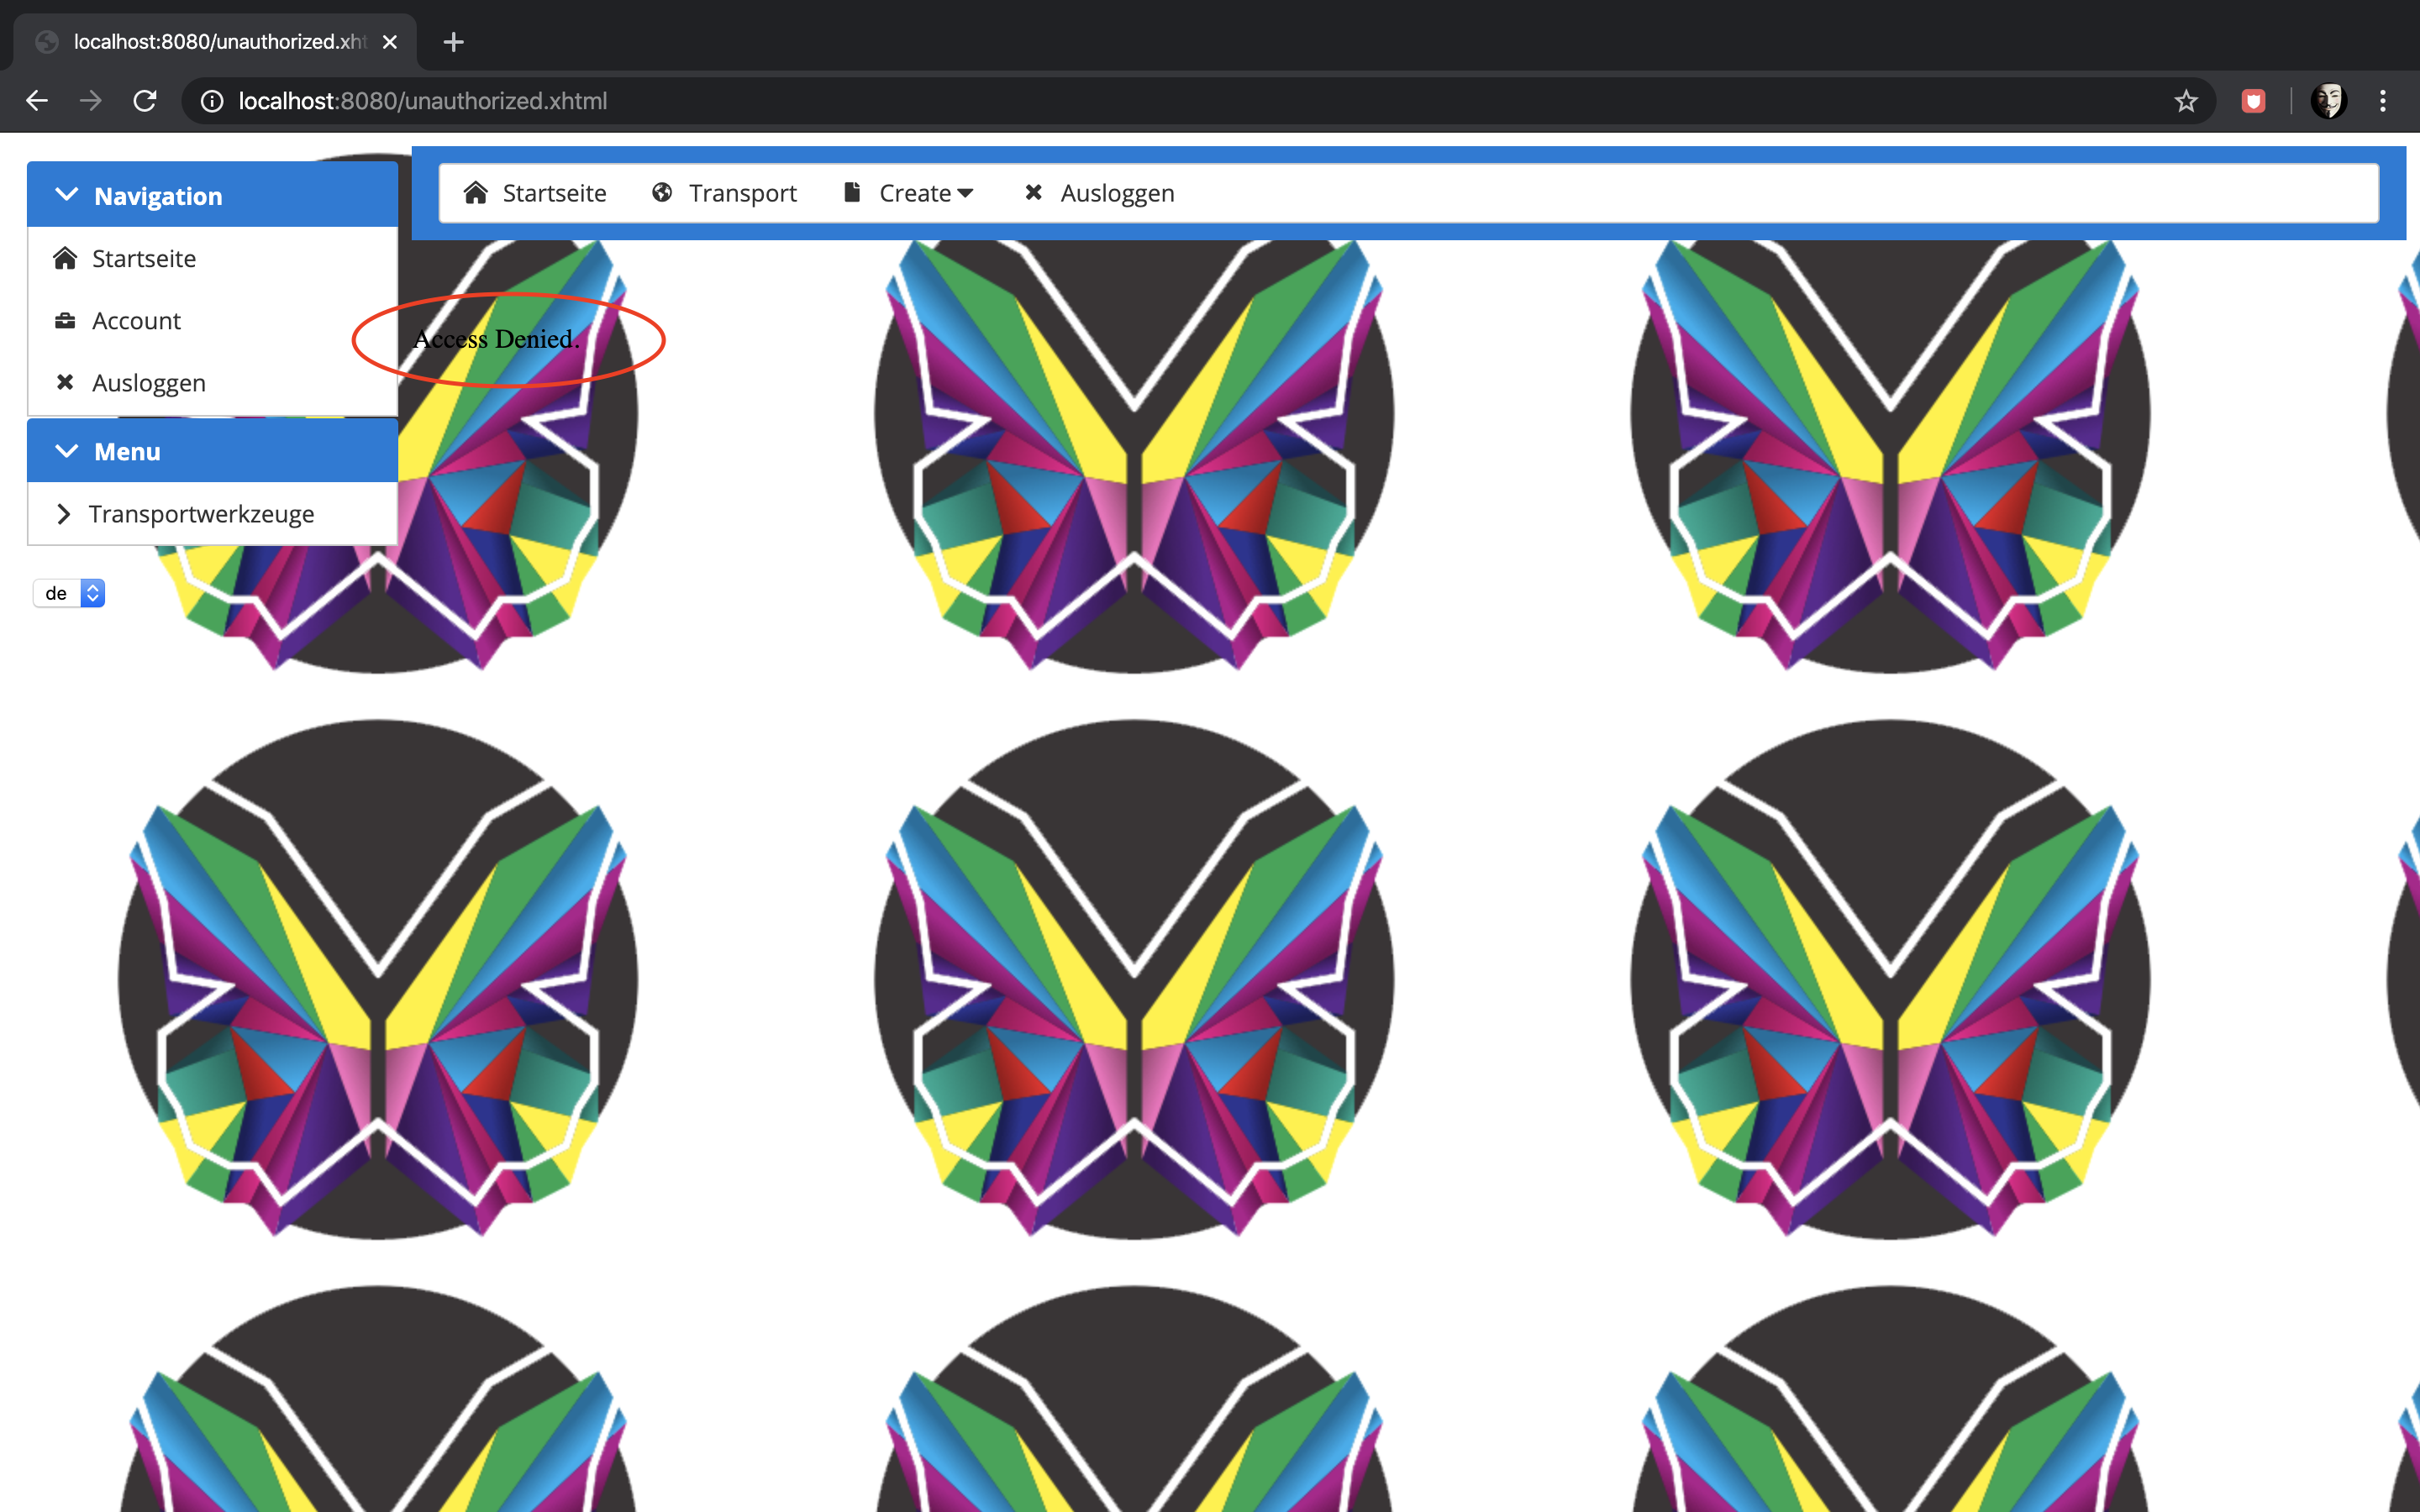 localhost:8080/unauthorized.xht
localhost:8080/unauthorized.xhtml
Navigation
Startseite
Account
Ausloggen
Menu
Transportwerkzeuge
de
Startseite Transport Create Ausloggen
Access Denied.